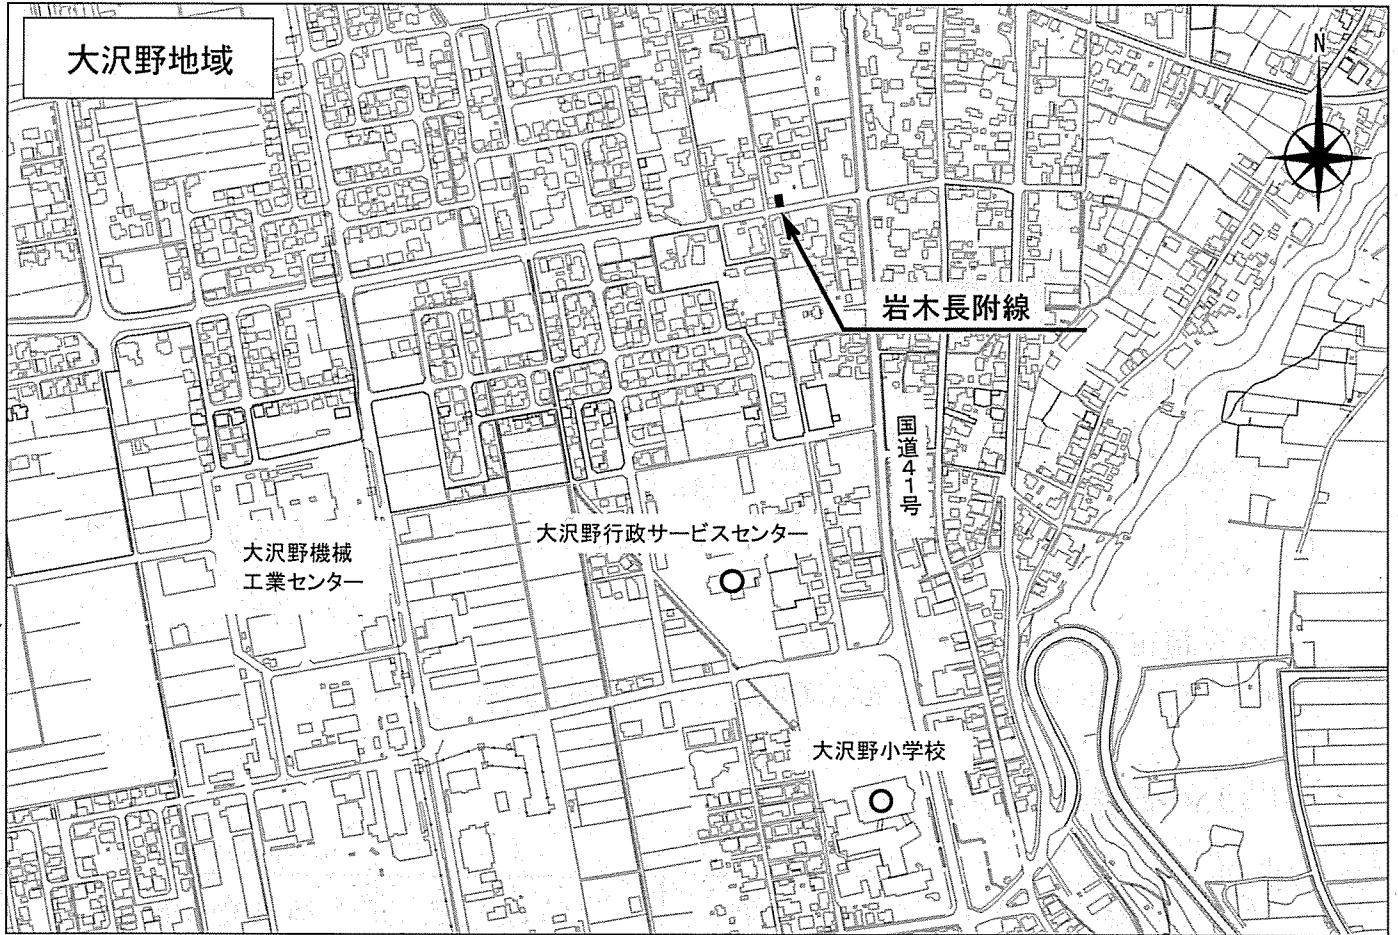 大沢野地域
N
岩木長附線
国道41号
大沢野行政サービスセンター
大沢野機械
工業センター
大沢野小学校